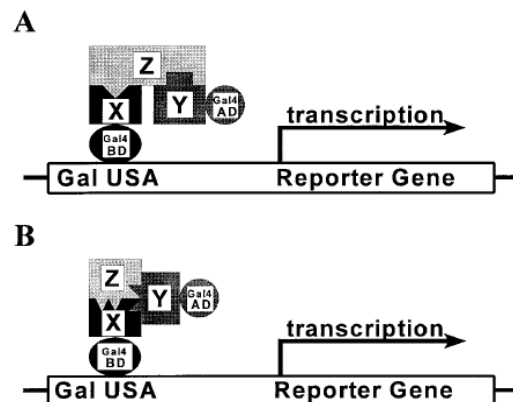 A
Z
X
Y
Gal4
AD
transcription
Gal4
BD
Gal USA
Reporter Gene
B
Z
Y
Gal4
AD
X
transcription
Gal4
BD
Gal USA
Reporter Gene